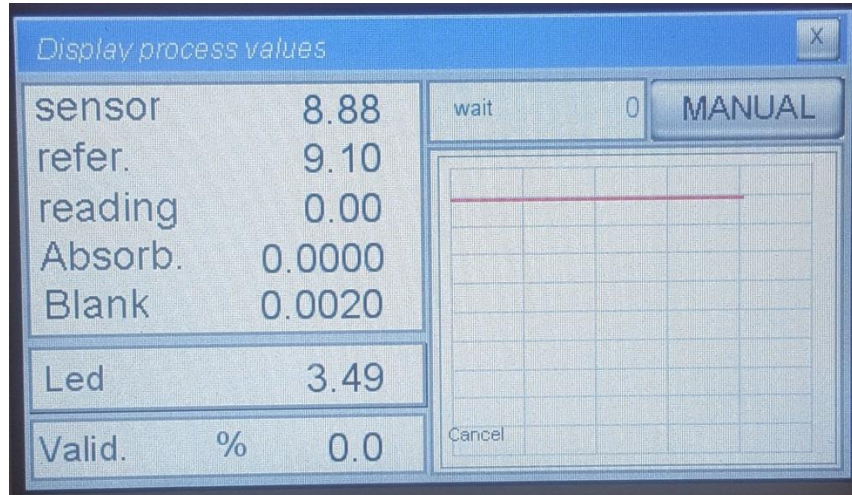 Display process values X
sensor 8.88
refer. 9.10
reading 0.00
Absorb. 0.0000
Blank 0.0020
Led 3.49
Valid. % 0.0
wait 0 MANUAL
Cancel